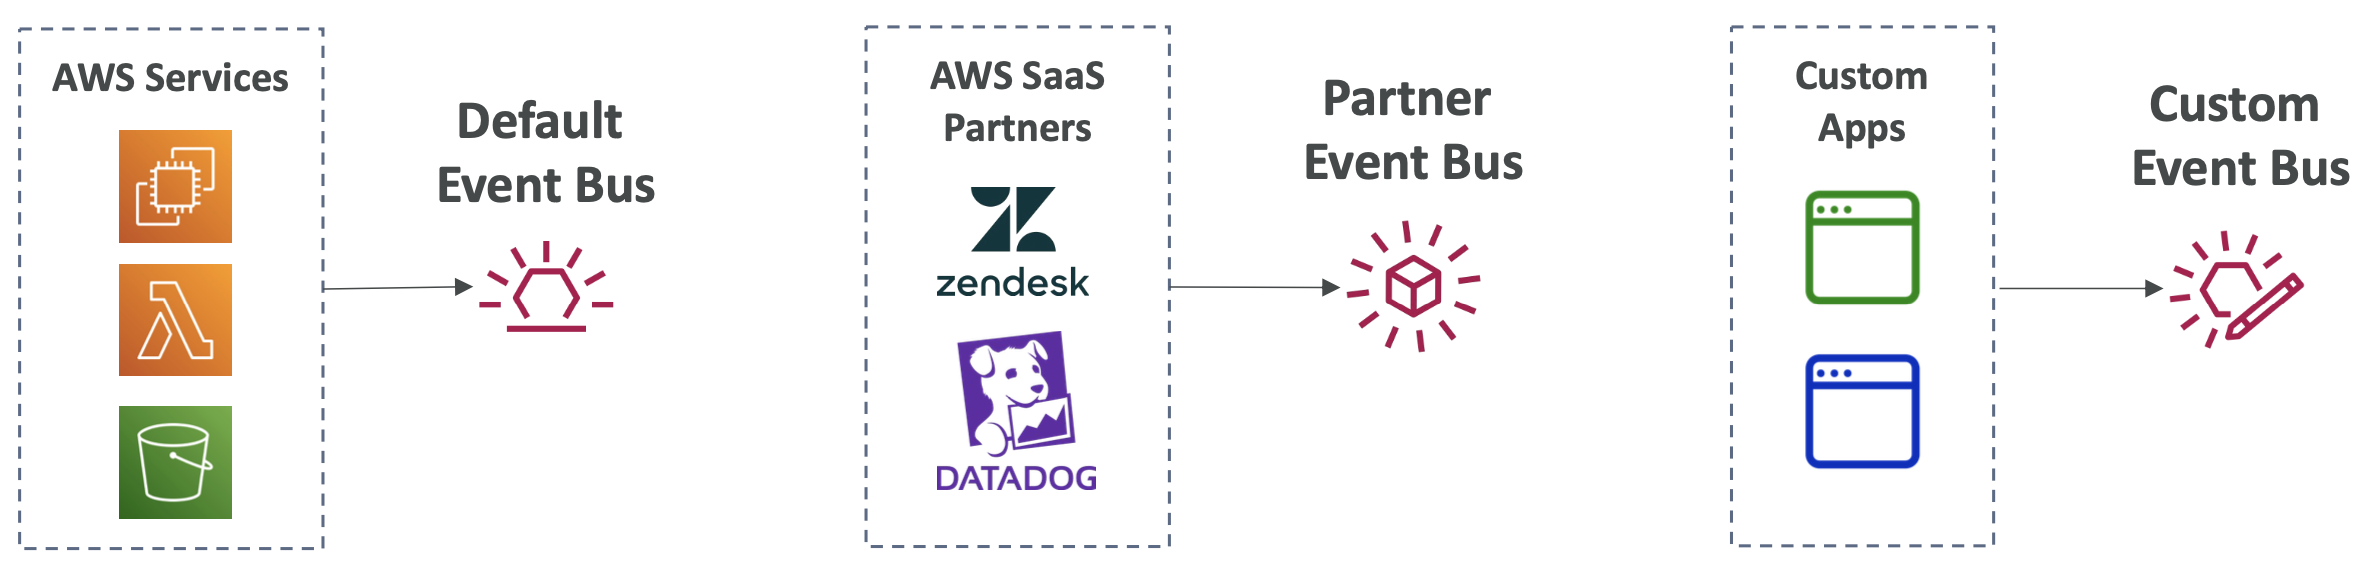 AWS Services
Default
Event Bus
AWS SaaS
Partners
zendesk
DATADOG
Partner
Event Bus
Custom
Apps
Custom
Event Bus